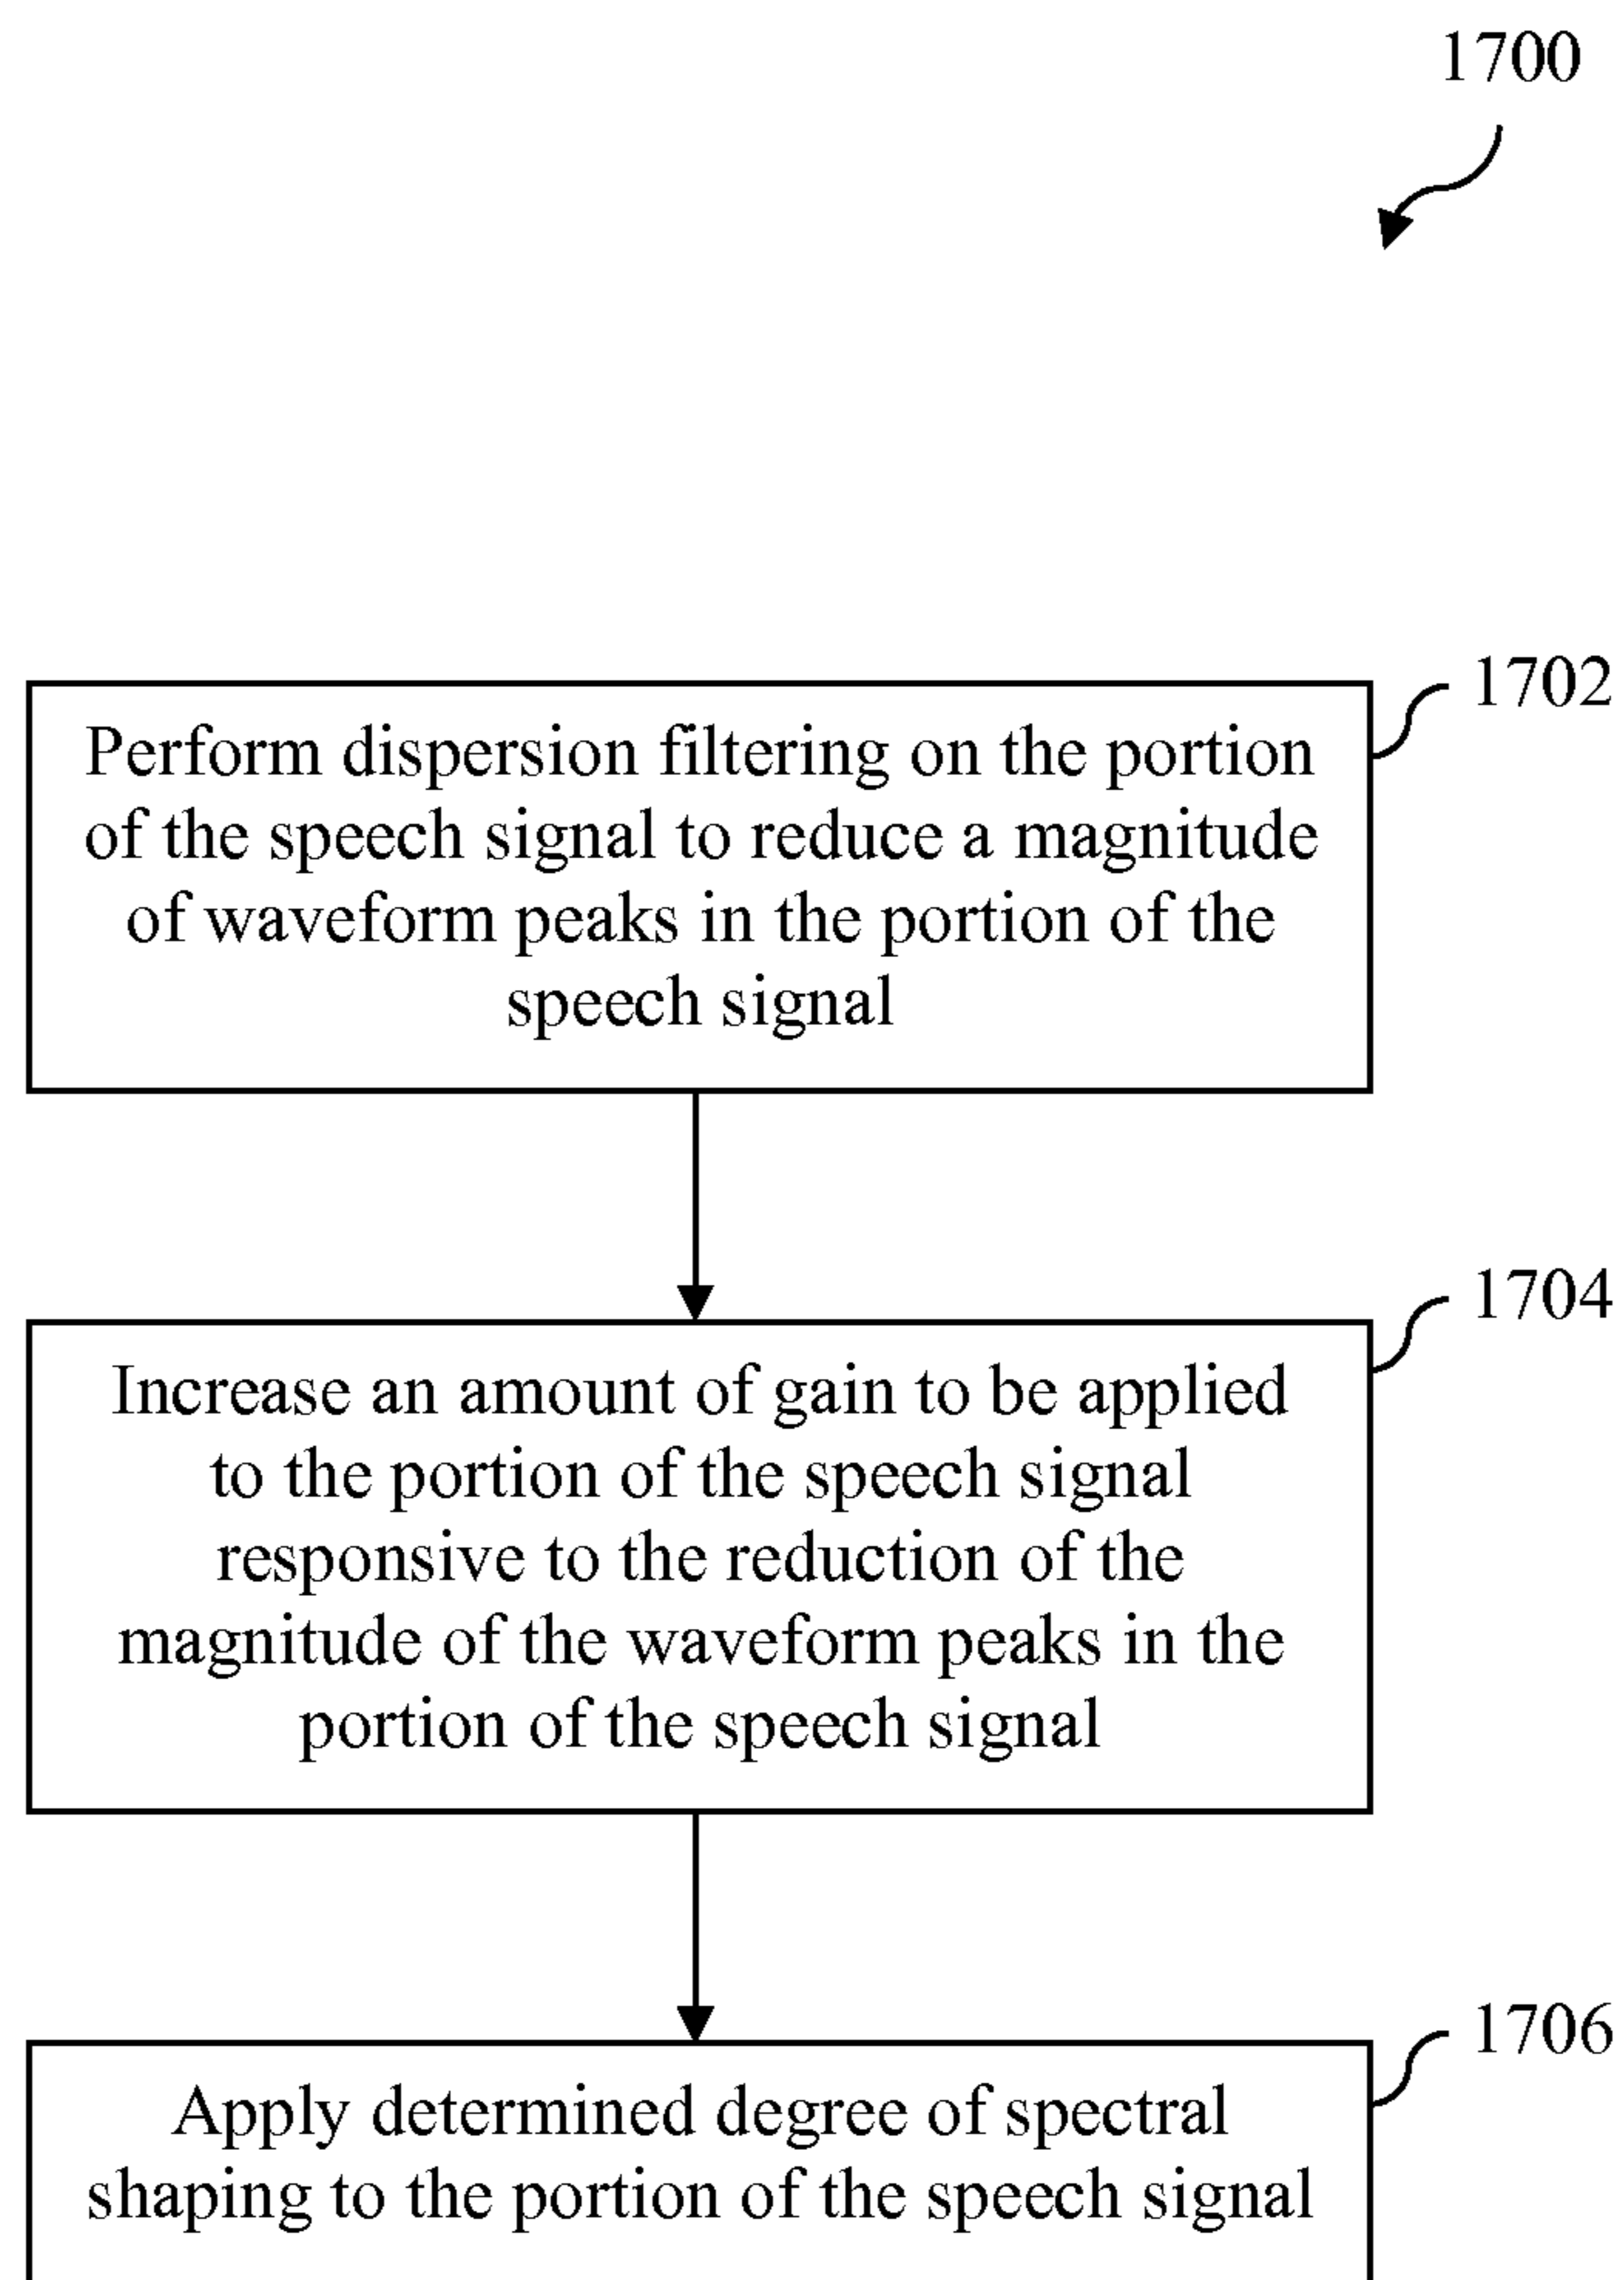 1700
1702
Perform dispersion filtering on the portion
of the speech signal to reduce a magnitude
of waveform peaks in the portion of the
speech signal
1704
Increase an amount of gain to be applied
to the portion of the speech signal
responsive to the reduction of the
magnitude of the waveform peaks in the
portion of the speech signal
1706
Apply determined degree of spectral
shaping to the portion of the speech signal